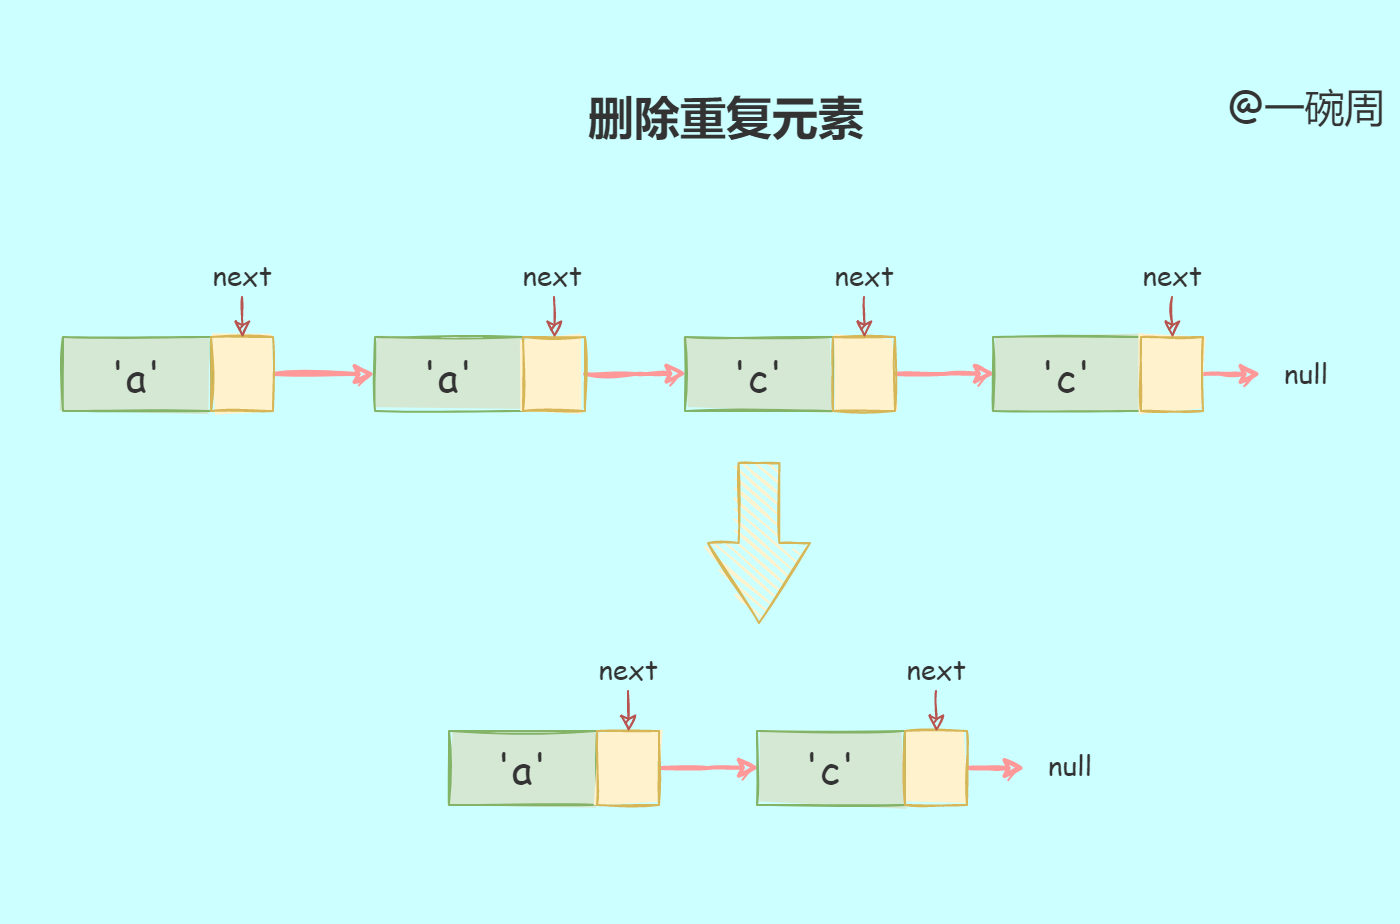 删除重复元素
@一碗周
next next next next
'a' 'a' 'c' 'c' null
next next
'a' 'c' null